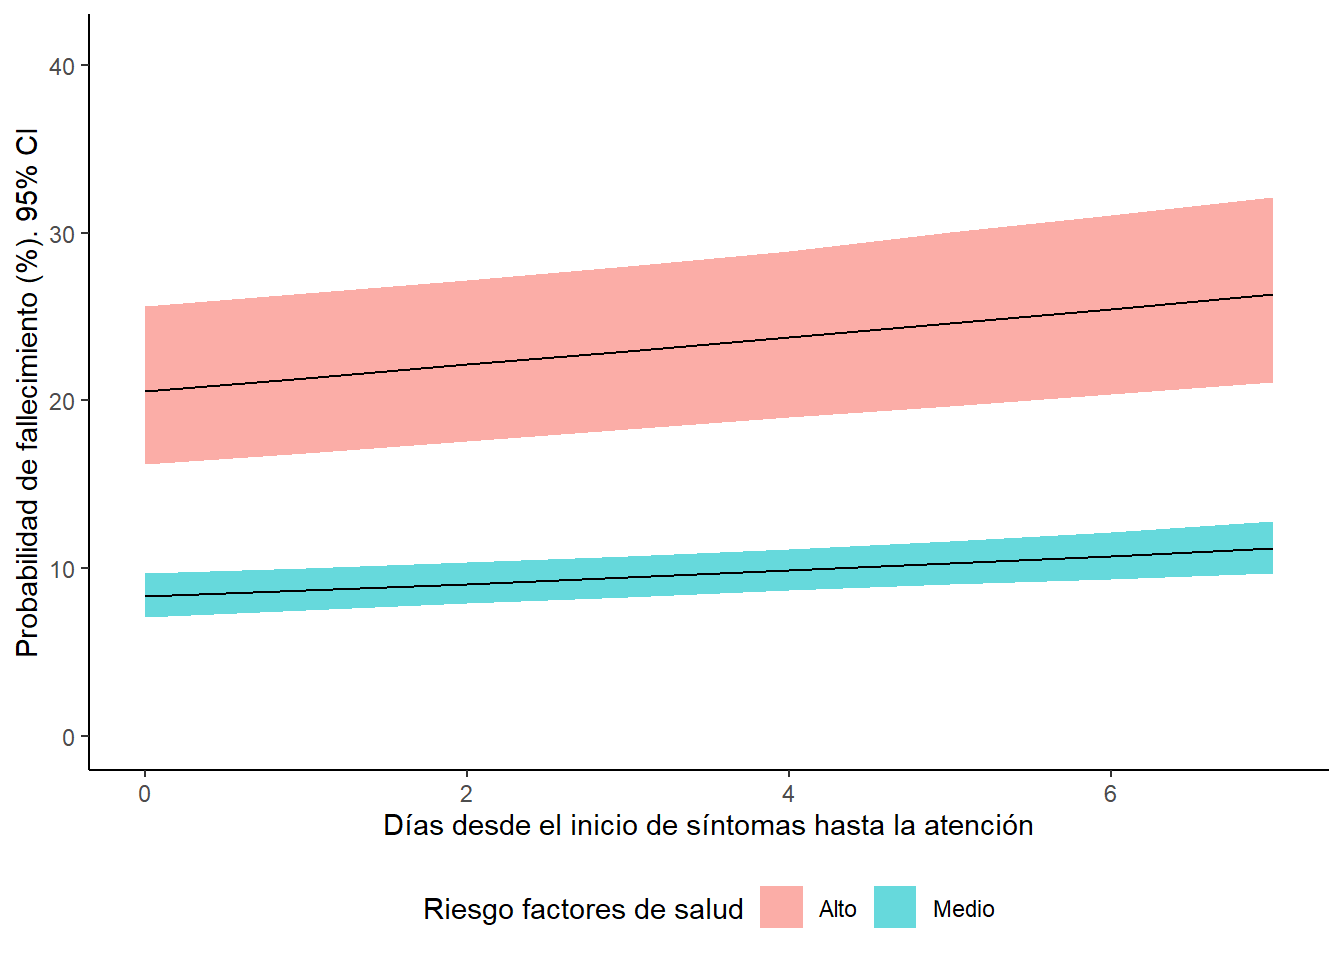 Probabilidad de fallecimiento (%). 95% CI
40
30
20
10
0
0 2 4 6
Días desde el inicio de síntomas hasta la atención
Riesgo factores de salud Alto Medio